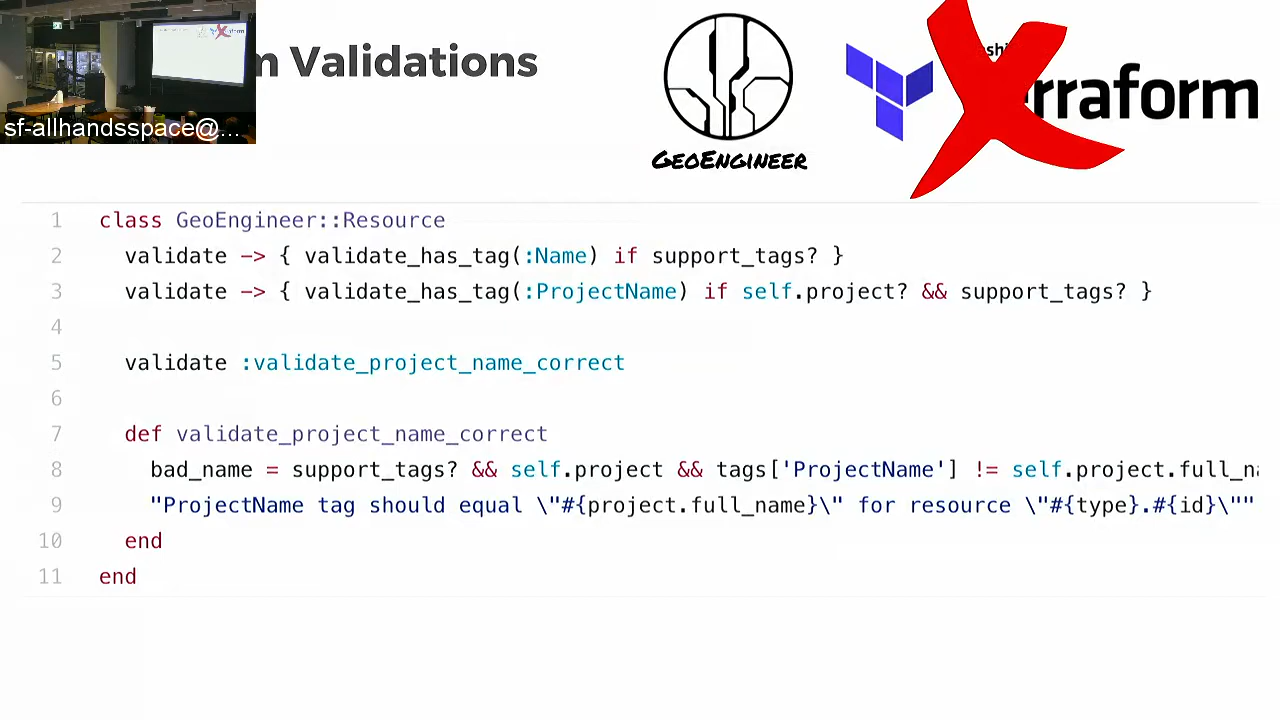 m Validations
sf-allhandsspace@_...
GEOENGINEER
rraform
1 class GeoEngineer::Resource
2 validate -> { validate_has_tag(:Name) if support_tags? }
3 validate -> { validate_has_tag(:ProjectName) if self.project? && support_tags? }
4
5 validate :validate_project_name_correct
6
7 def validate_project_name_correct
8 bad_name = support_tags? && self.project && tags['ProjectName'] != self.project.full_na
9 "ProjectName tag should equal \"#{project.full_name}\" for resource \"#{type}.#{id}\""
10 end
11 end